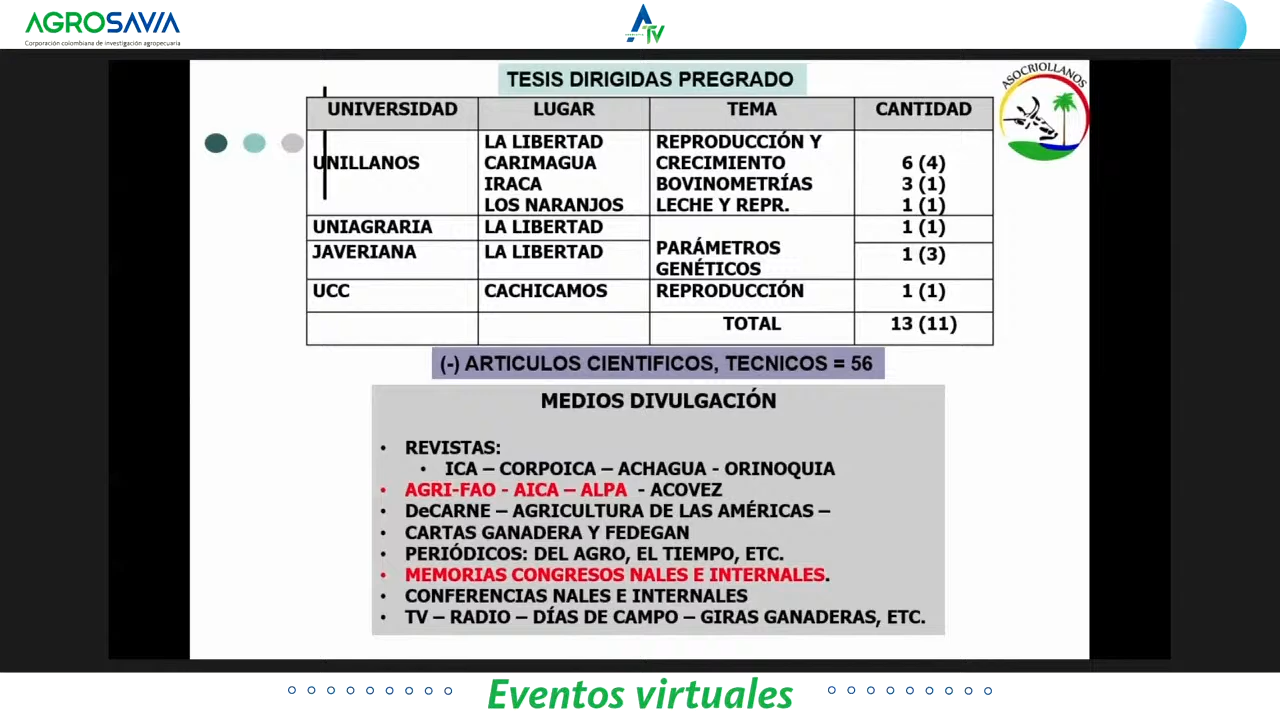 AGROSAVIA
Corporación colombiana de investigación agropecuaria
ATV
ASOCRIOLLANOS
TESIS DIRIGIDAS PREGRADO
UNIVERSIDAD LUGAR TEMA CANTIDAD
LA LIBERTAD REPRODUCCIÓN Y
UNILLANOS CARIMAGUA CRECIMIENTO 6 (4)
IRACA BOVINOMETRÍAS 3 (1)
LOS NARANJOS LECHE Y REPR. 1 (1)
UNIAGRARIA LA LIBERTAD 1 (1)
JAVERIANA LA LIBERTAD PARÁMETROS 1 (3)
GENÉTICOS
UCC CACHICAMOS REPRODUCCIÓN 1 (1)
TOTAL 13 (11)
(-) ARTICULOS CIENTIFICOS, TECNICOS = 56
MEDIOS DIVULGACIÓN
• REVISTAS:
• ICA – CORPOICA – ACHAGUA - ORINOQUIA
• AGRI-FAO - AICA – ALPA - ACOVEZ
• DeCARNE – AGRICULTURA DE LAS AMÉRICAS –
• CARTAS GANADERA Y FEDEGAN
• PERIÓDICOS: DEL AGRO, EL TIEMPO, ETC.
• MEMORIAS CONGRESOS NALES E INTERNALES.
• CONFERENCIAS NALES E INTERNALES
• TV – RADIO – DÍAS DE CAMPO – GIRAS GANADERAS, ETC.
Eventos virtuales